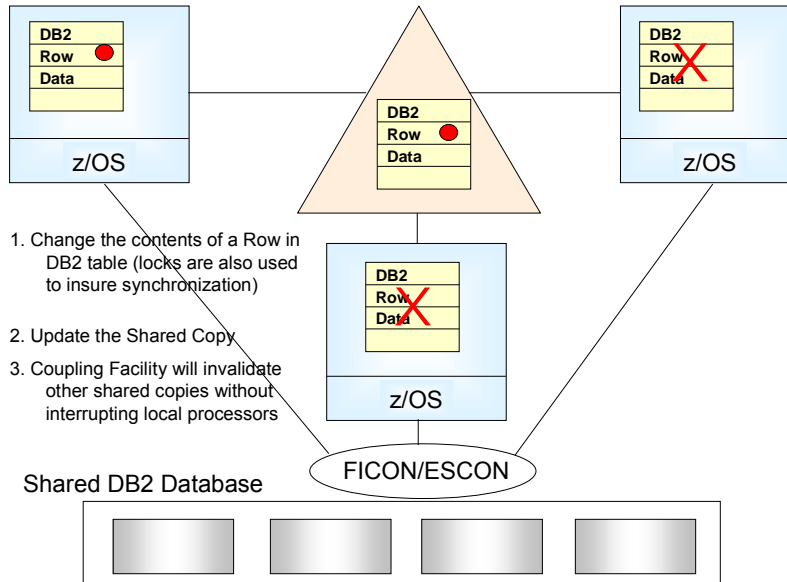 DB2
Row
Data
z/OS
DB2
Row
Data
DB2
Row
Data
z/OS
1. Change the contents of a Row in
DB2 table (locks are also used
to insure synchronization)
2. Update the Shared Copy
3. Coupling Facility will invalidate
other shared copies without
interrupting local processors
DB2
Row
Data
z/OS
FICON/ESCON
Shared DB2 Database